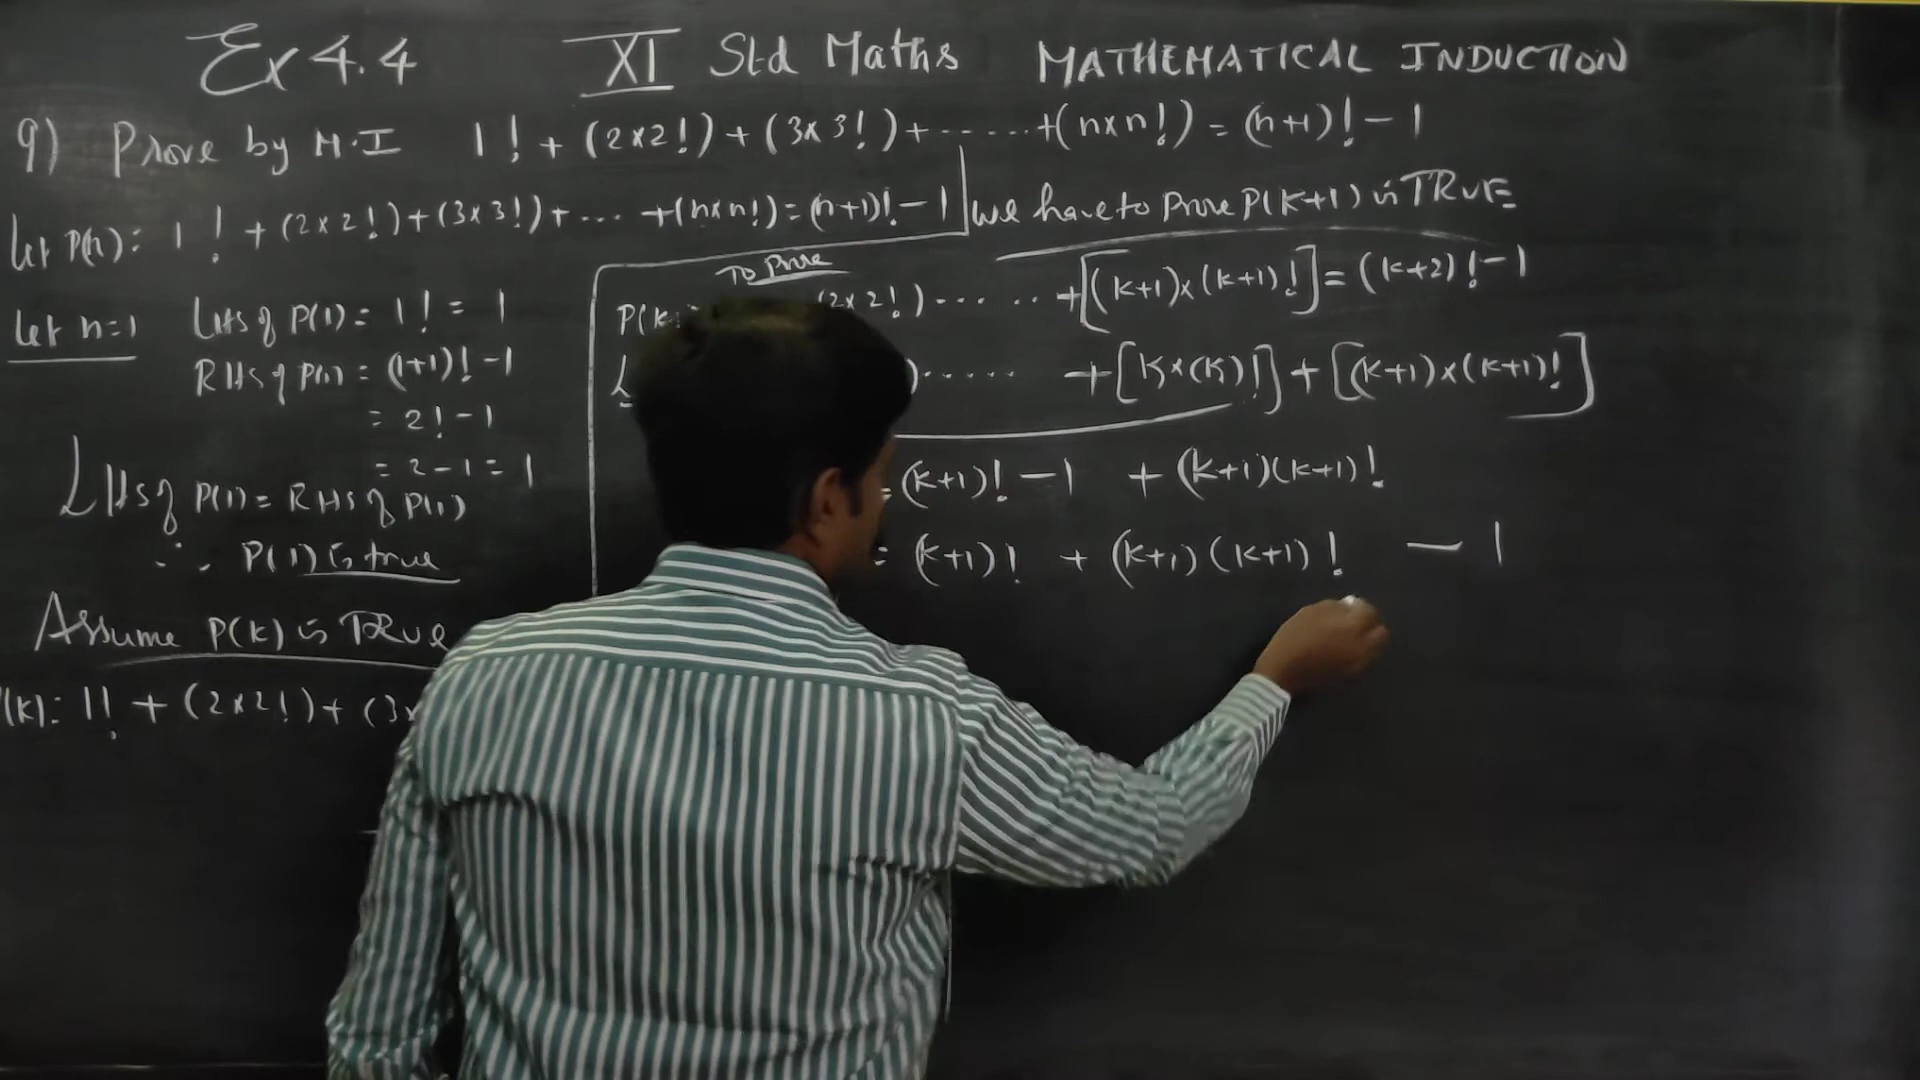 Ex 4.4 XI Std Maths MATHEMATICAL INDUCTION
9) Prove by M.I 1! + (2×2!) + (3×3!) + ...... + (n×n!) = (n+1)! - 1
Let P(n): 1! + (2×2!) + (3×3!) + .... + (n×n!) = (n+1)! - 1
Let n=1 LHS of P(1) = 1! = 1
RHS of P(1) = (1+1)! - 1
= 2! - 1
= 2 - 1 = 1
LHS of P(1) = RHS of P(1)
∴ P(1) is true
Assume P(k) is TRUE
P(k): 1! + (2×2!) + (3×
we have to Prove P(k+1) is TRUE
To Prove
P(k (2×2!) ...... + [(k+1)×(k+1)!] = (k+2)! - 1
L ) ..... + [k×(k)!] + [(k+1)×(k+1)!]
= (k+1)! - 1 + (k+1)(k+1)!
= (k+1)! + (k+1)(k+1)! - 1